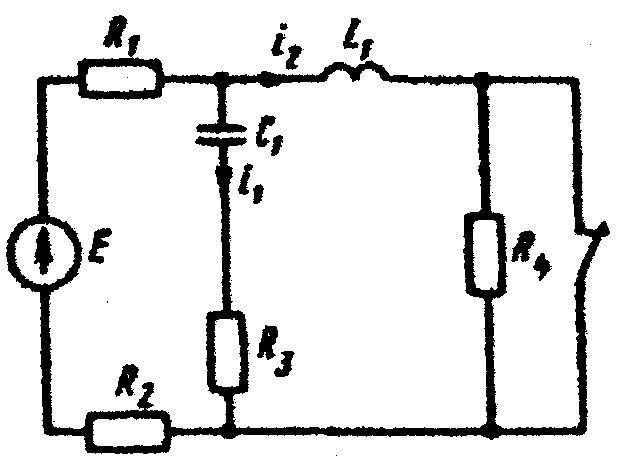 R₁
i₂
L₁
C₁
i₁
E
R₄
R₃
R₂